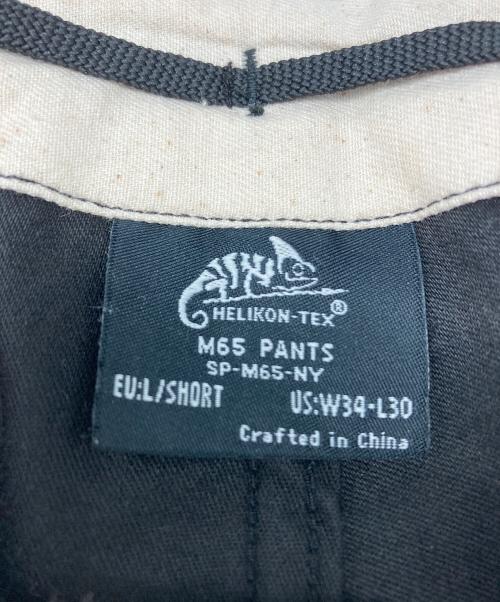 HELIKON-TEX®
M65 PANTS
SP-M65-NY
EU:L/SHORT US:W34-L30
Crafted in China